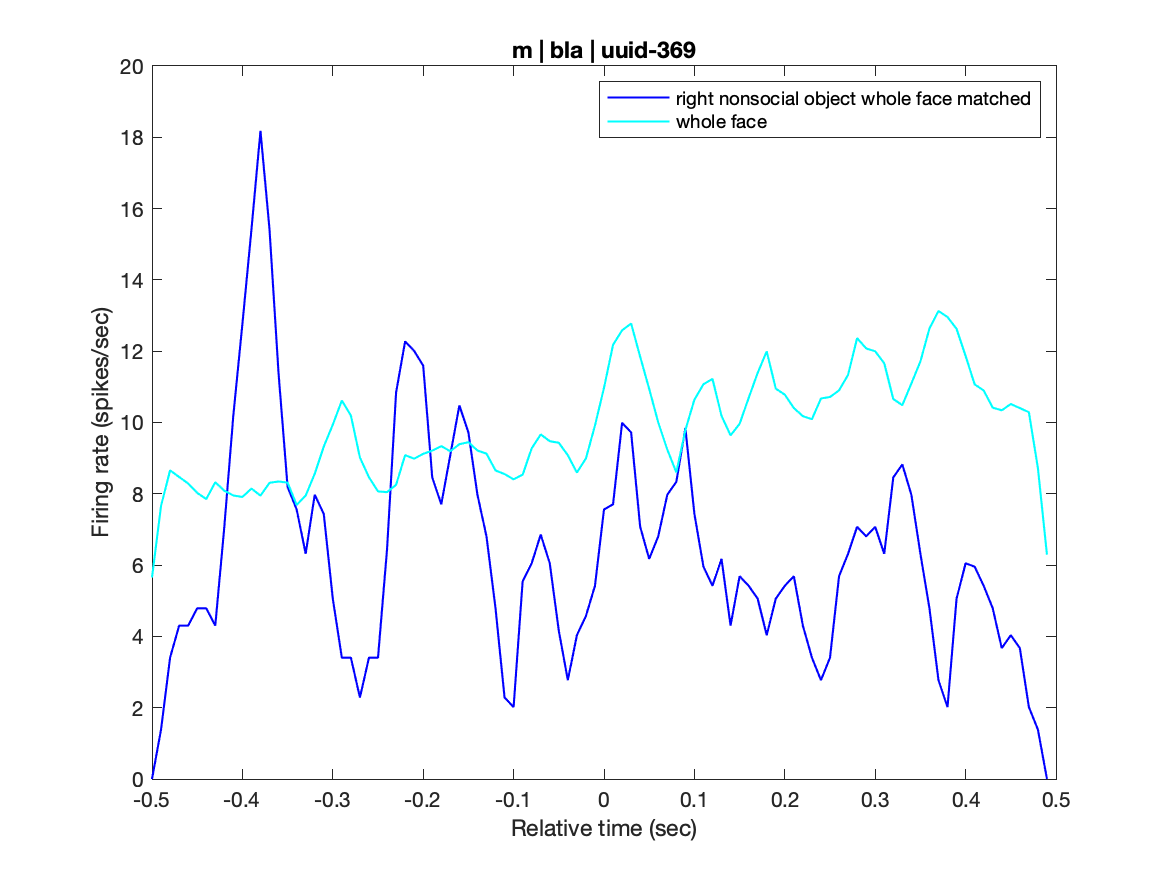 m | bla | uuid-369
right nonsocial object whole face matched
whole face
Firing rate (spikes/sec)
20
18
16
14
12
10
8
6
4
2
0
-0.5 -0.4 -0.3 -0.2 -0.1 0 0.1 0.2 0.3 0.4 0.5
Relative time (sec)